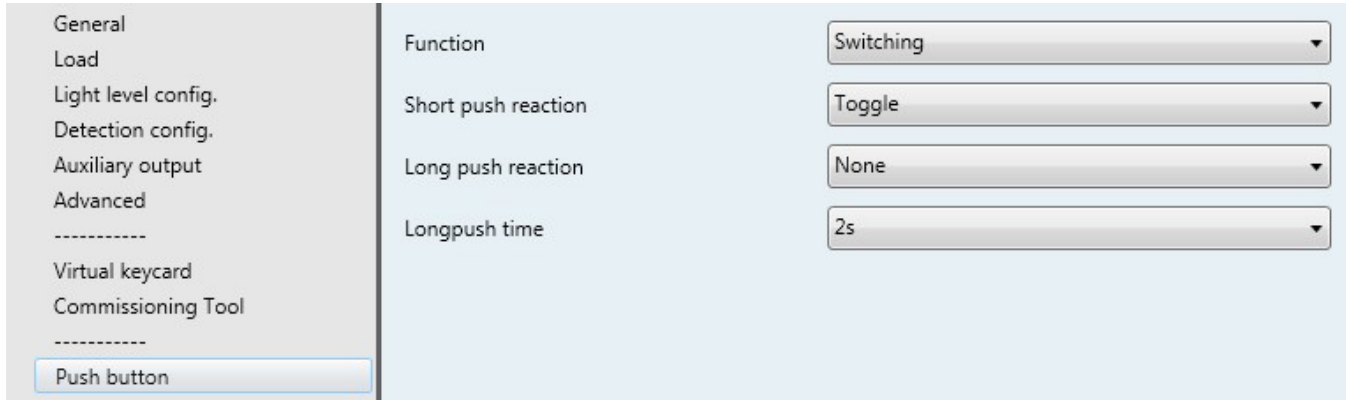 General
Load
Light level config.
Detection config.
Auxiliary output
Advanced
-----------
Virtual keycard
Commissioning Tool
-----------
Push button
Function Switching
Short push reaction Toggle
Long push reaction None
Longpush time 2s